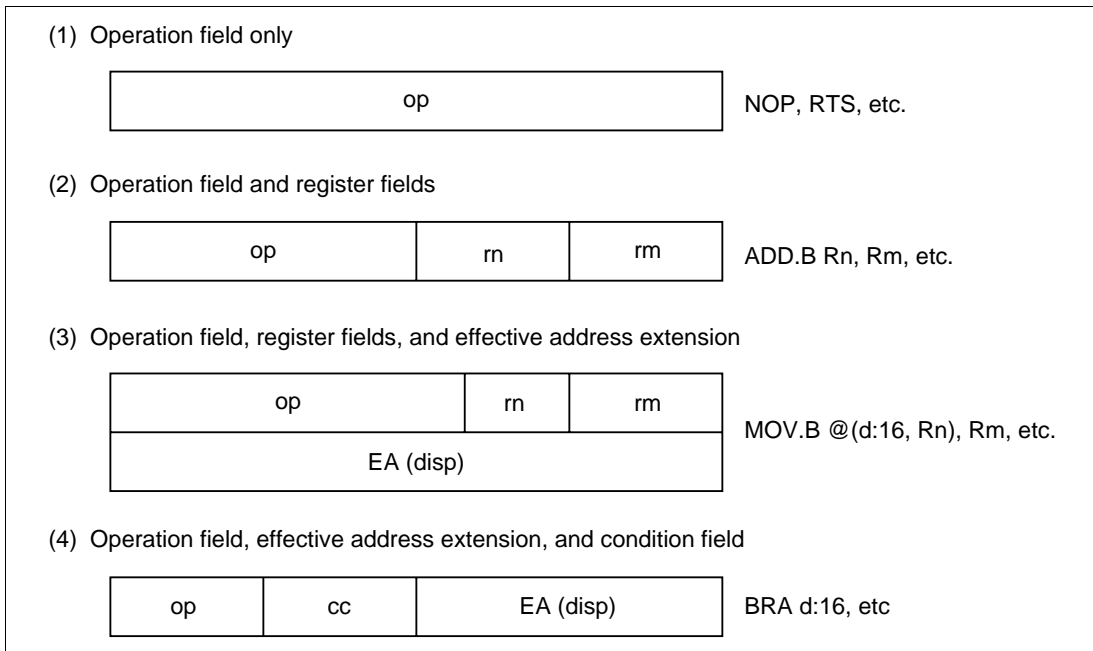 (1) Operation field only
op
NOP, RTS, etc.
(2) Operation field and register fields
op rn rm
ADD.B Rn, Rm, etc.
(3) Operation field, register fields, and effective address extension
op rn rm
EA (disp)
MOV.B @(d:16, Rn), Rm, etc.
(4) Operation field, effective address extension, and condition field
op cc EA (disp)
BRA d:16, etc